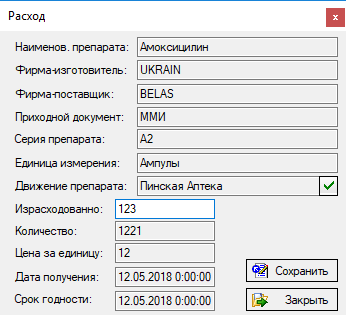 Расход
Наименов. препарата: Амоксицилин
Фирма-изготовитель: UKRAIN
Фирма-поставщик: BELAS
Приходной документ: ММИ
Серия препарата: А2
Единица измерения: Ампулы
Движение препарата: Пинская Аптека
Израсходованно: 123
Количество: 1221
Цена за единицу: 12
Дата получения: 12.05.2018 0:00:00
Сохранить
Срок годности: 12.05.2018 0:00:00
Закрыть